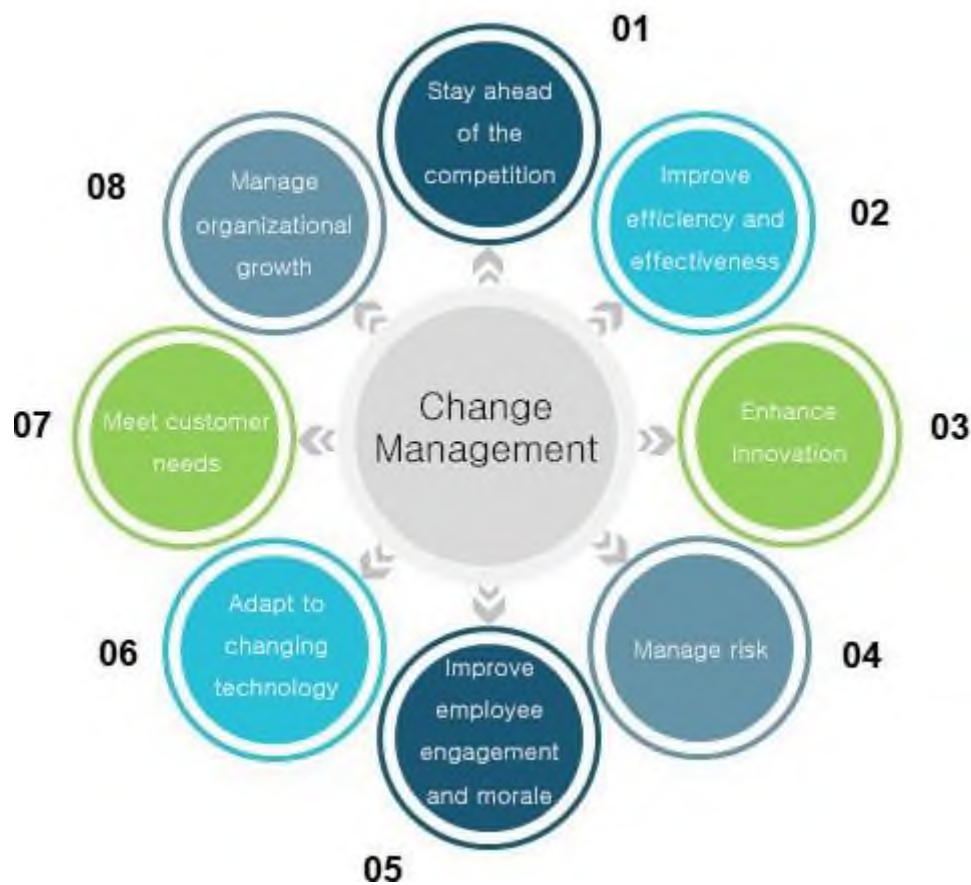 Change
Management
01
Stay ahead
of the
competition
02
Improve
efficiency and
effectiveness
03
Enhance
innovation
04
Manage risk
05
Improve
employee
engagement
and morale
06
Adapt to
changing
technology
07
Meet customer
needs
08
Manage
organizational
growth